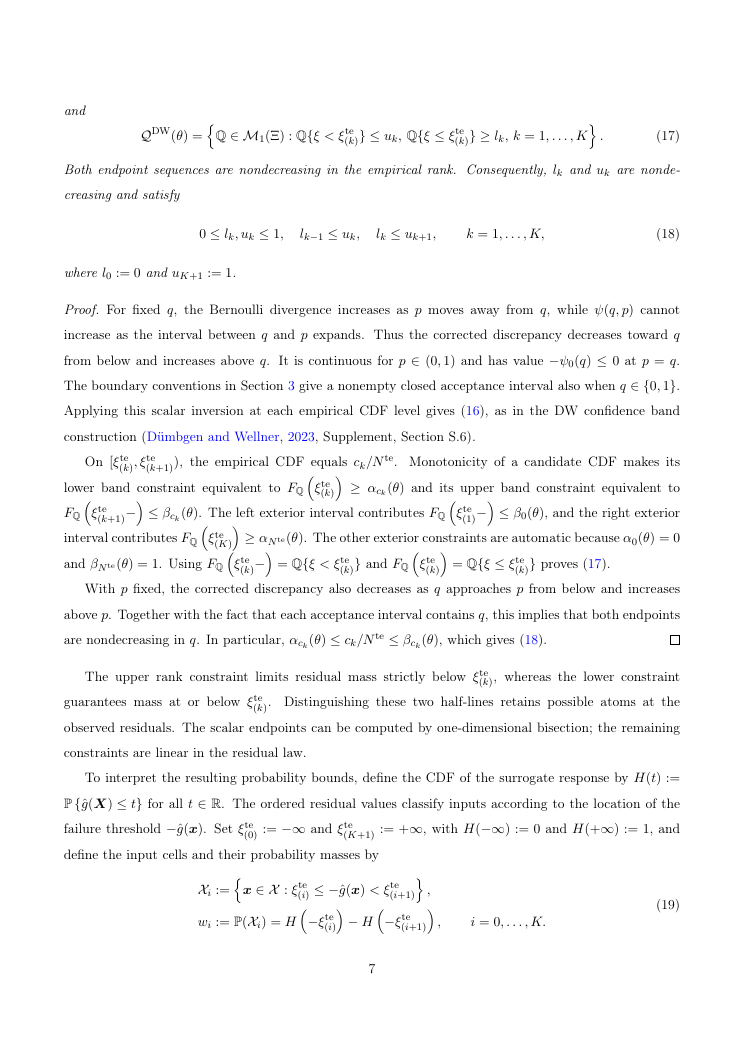 and
𝒬^DW(θ) = {ℚ ∈ ℳ₁(Ξ) : ℚ{ξ < ξ^te_(k)} ≤ u_k, ℚ{ξ ≤ ξ^te_(k)} ≥ l_k, k = 1, . . . , K}. (17)
Both endpoint sequences are nondecreasing in the empirical rank. Consequently, l_k and u_k are nonde-
creasing and satisfy
0 ≤ l_k, u_k ≤ 1, l_{k−1} ≤ u_k, l_k ≤ u_{k+1}, k = 1, . . . , K, (18)
where l_0 := 0 and u_{K+1} := 1.
Proof. For fixed q, the Bernoulli divergence increases as p moves away from q, while ψ(q, p) cannot
increase as the interval between q and p expands. Thus the corrected discrepancy decreases toward q
from below and increases above q. It is continuous for p ∈ (0, 1) and has value −ψ_0(q) ≤ 0 at p = q.
The boundary conventions in Section 3 give a nonempty closed acceptance interval also when q ∈ {0, 1}.
Applying this scalar inversion at each empirical CDF level gives (16), as in the DW confidence band
construction (Dümbgen and Wellner, 2023, Supplement, Section S.6).
On [ξ^te_(k), ξ^te_(k+1)), the empirical CDF equals c_k/N^te. Monotonicity of a candidate CDF makes its
lower band constraint equivalent to F_ℚ(ξ^te_(k)) ≥ α_{c_k}(θ) and its upper band constraint equivalent to
F_ℚ(ξ^te_(k+1)−) ≤ β_{c_k}(θ). The left exterior interval contributes F_ℚ(ξ^te_(1)−) ≤ β_0(θ), and the right exterior
interval contributes F_ℚ(ξ^te_(K)) ≥ α_{N^te}(θ). The other exterior constraints are automatic because α_0(θ) = 0
and β_{N^te}(θ) = 1. Using F_ℚ(ξ^te_(k)−) = ℚ{ξ < ξ^te_(k)} and F_ℚ(ξ^te_(k)) = ℚ{ξ ≤ ξ^te_(k)} proves (17).
With p fixed, the corrected discrepancy also decreases as q approaches p from below and increases
above p. Together with the fact that each acceptance interval contains q, this implies that both endpoints
are nondecreasing in q. In particular, α_{c_k}(θ) ≤ c_k/N^te ≤ β_{c_k}(θ), which gives (18). □
The upper rank constraint limits residual mass strictly below ξ^te_(k), whereas the lower constraint
guarantees mass at or below ξ^te_(k). Distinguishing these two half-lines retains possible atoms at the
observed residuals. The scalar endpoints can be computed by one-dimensional bisection; the remaining
constraints are linear in the residual law.
To interpret the resulting probability bounds, define the CDF of the surrogate response by H(t) :=
ℙ{ĝ(X) ≤ t} for all t ∈ ℝ. The ordered residual values classify inputs according to the location of the
failure threshold −ĝ(x). Set ξ^te_(0) := −∞ and ξ^te_(K+1) := +∞, with H(−∞) := 0 and H(+∞) := 1, and
define the input cells and their probability masses by
𝒳_i := {x ∈ 𝒳 : ξ^te_(i) ≤ −ĝ(x) < ξ^te_(i+1)},
(19)
w_i := ℙ(𝒳_i) = H(−ξ^te_(i)) − H(−ξ^te_(i+1)), i = 0, . . . , K.
7